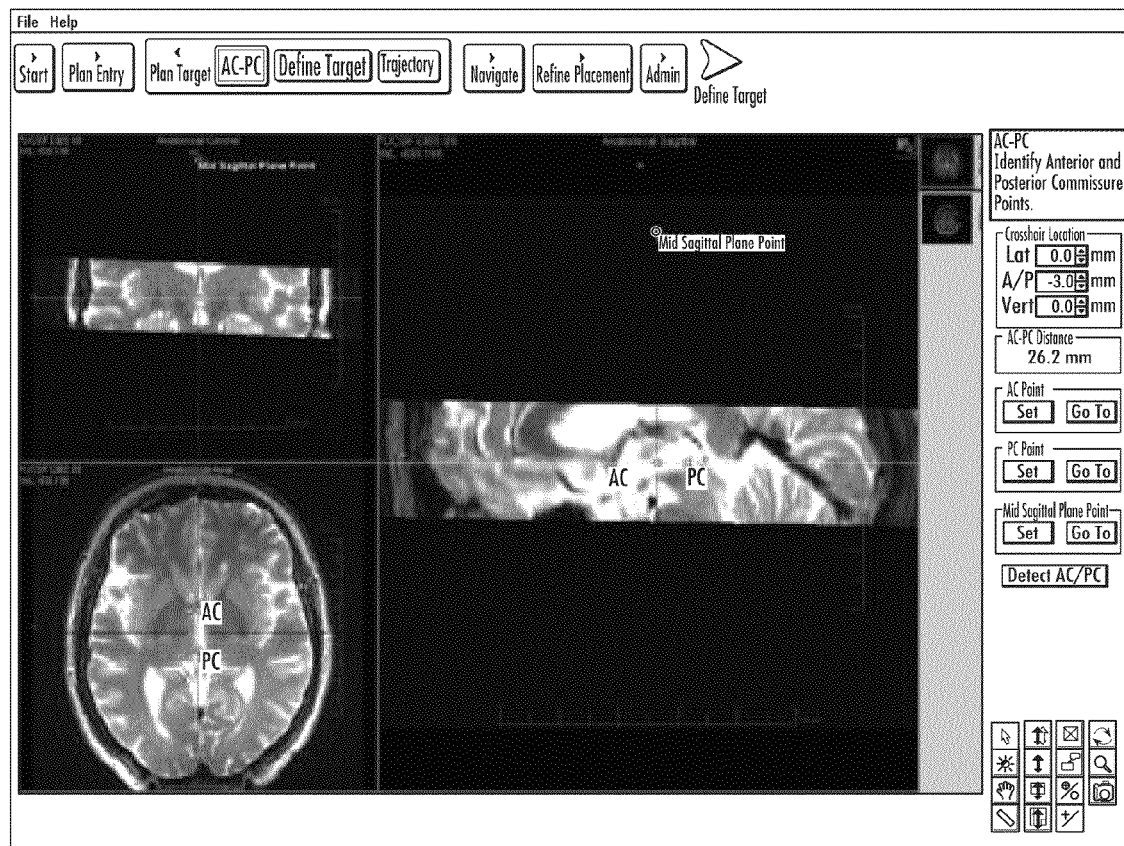 File Help
Start
Plan Entry
Plan Target
AC-PC
Define Target
Trajectory
Navigate
Refine Placement
Admin
Define Target
Mid Sagittal Plane Point
Mid Sagittal Plane Point
AC PC
AC
PC
AC-PC
Identify Anterior and
Posterior Commissure
Points.
Crosshair Location
Lat 0.0 mm
A/P -3.0 mm
Vert 0.0 mm
AC-PC Distance
26.2 mm
AC Point
Set Go To
PC Point
Set Go To
Mid Sagittal Plane Point
Set Go To
Detect AC/PC